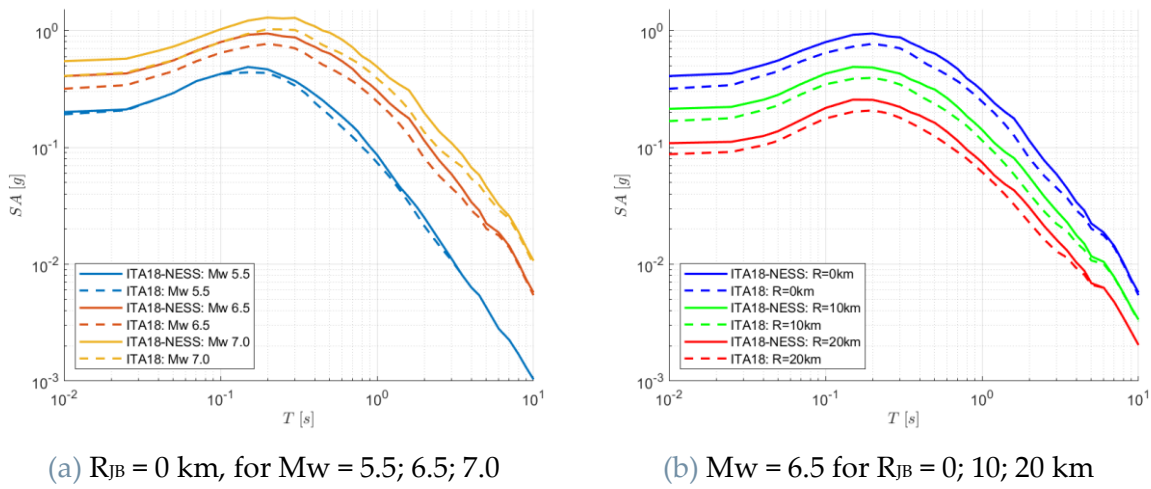 10^0
10^-1
10^-2
10^-3
SA [g]
ITA18-NESS: Mw 5.5
ITA18: Mw 5.5
ITA18-NESS: Mw 6.5
ITA18: Mw 6.5
ITA18-NESS: Mw 7.0
ITA18: Mw 7.0
10^-2
10^-1
10^0
10^1
T [s]
(a) RJB = 0 km, for Mw = 5.5; 6.5; 7.0
10^0
10^-1
10^-2
10^-3
SA [g]
ITA18-NESS: R=0km
ITA18: R=0km
ITA18-NESS: R=10km
ITA18: R=10km
ITA18-NESS: R=20km
ITA18: R=20km
10^-2
10^-1
10^0
10^1
T [s]
(b) Mw = 6.5 for RJB = 0; 10; 20 km